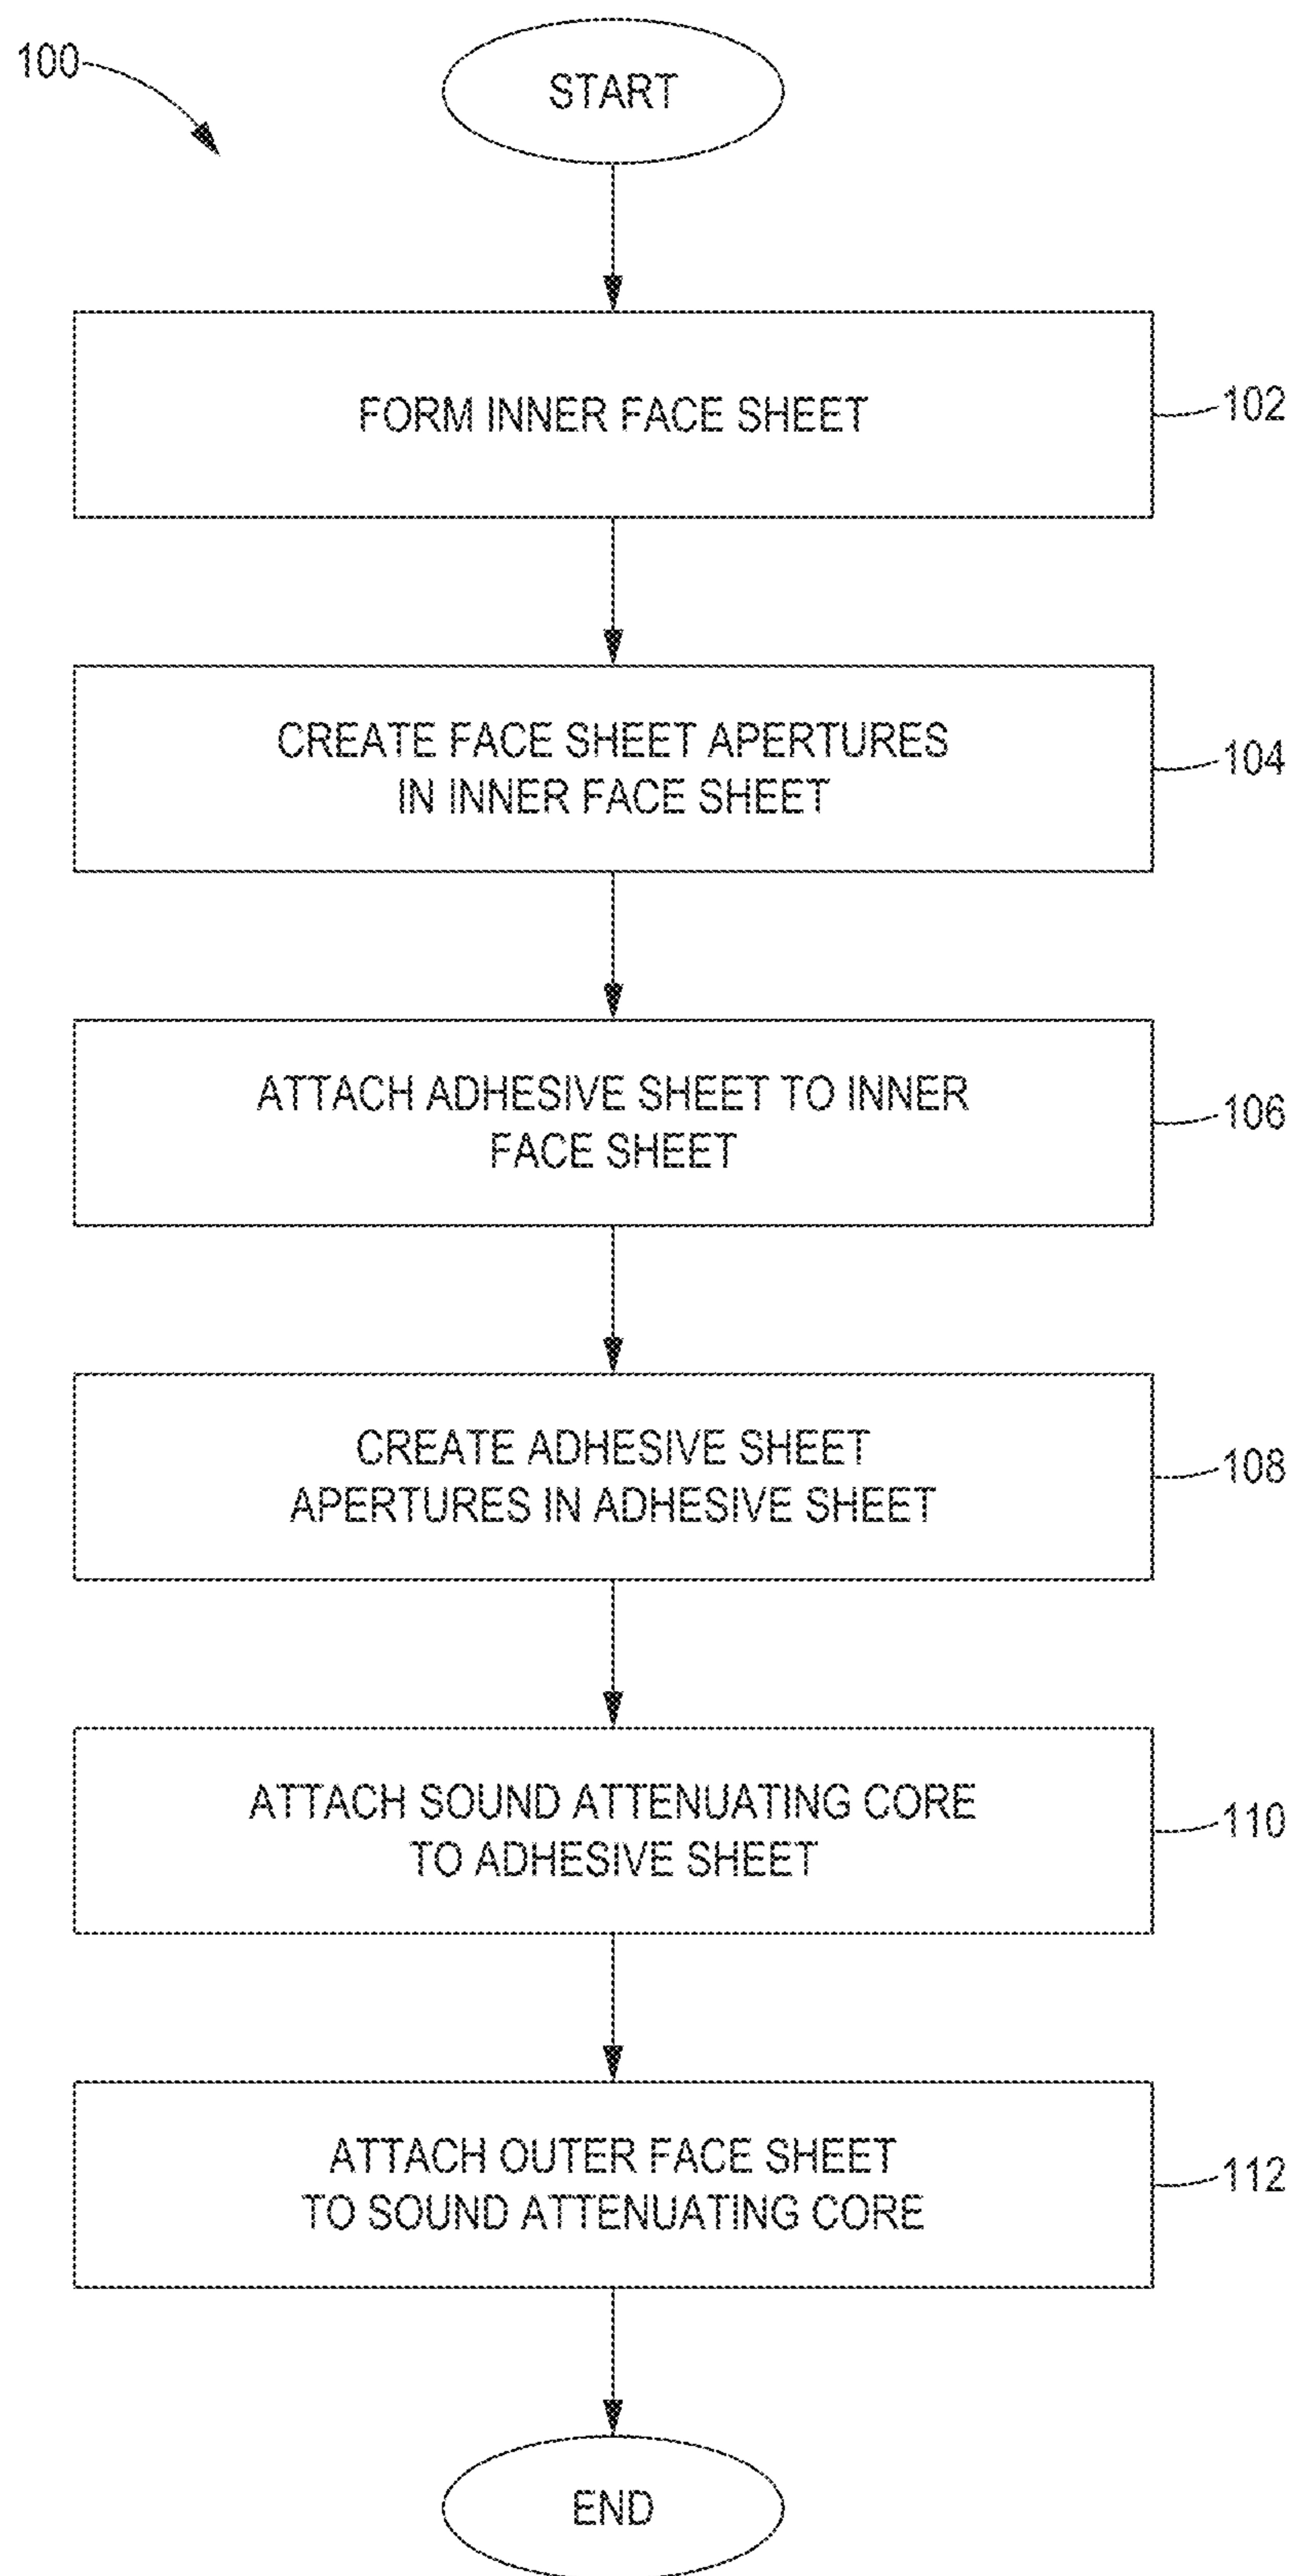 100
START
FORM INNER FACE SHEET
102
CREATE FACE SHEET APERTURES
IN INNER FACE SHEET
104
ATTACH ADHESIVE SHEET TO INNER
FACE SHEET
106
CREATE ADHESIVE SHEET
APERTURES IN ADHESIVE SHEET
108
ATTACH SOUND ATTENUATING CORE
TO ADHESIVE SHEET
110
ATTACH OUTER FACE SHEET
TO SOUND ATTENUATING CORE
112
END